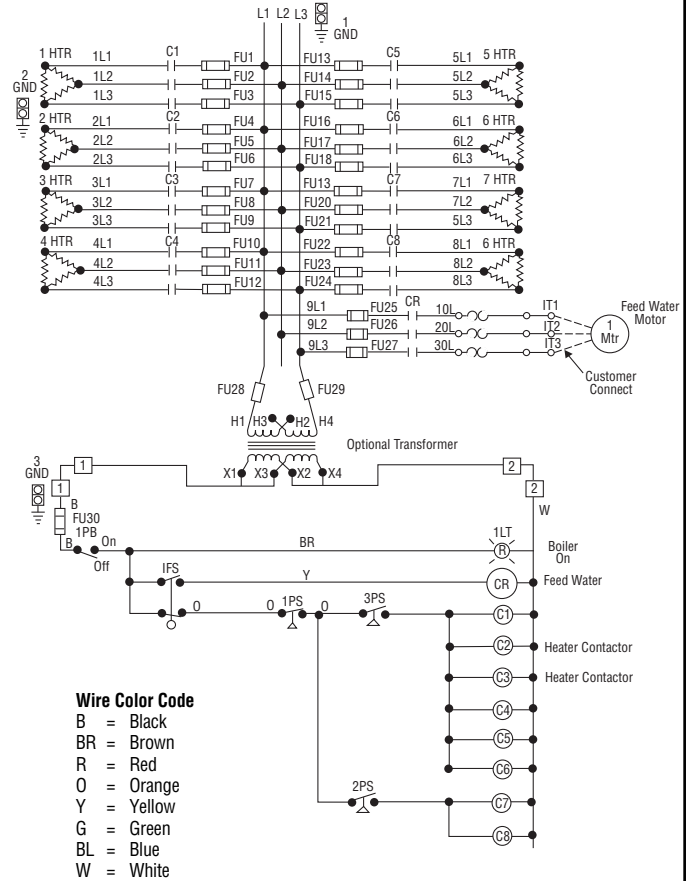 L1 L2 L3 1 GND
1 HTR 1L1 C1 FU1 FU13 C5 5L1 5 HTR
2 GND 1L2 FU2 FU14 5L2
1L3 FU3 FU15 5L3
2 HTR 2L1 C2 FU4 FU16 C6 6L1 6 HTR
2L2 FU5 FU17 6L2
2L3 FU6 FU18 6L3
3 HTR 3L1 C3 FU7 FU13 C7 7L1 7 HTR
3L2 FU8 FU20 7L2
3L3 FU9 FU21 5L3
4 HTR 4L1 C4 FU10 FU22 C8 8L1 6 HTR
4L2 FU11 FU23 8L2
4L3 FU12 FU24 8L3
9L1 FU25 CR 10L IT1 Feed Water Motor
9L2 FU26 20L IT2 1 Mtr
9L3 FU27 30L IT3
Customer Connect
FU28 FU29
H1 H3 H2 H4
Optional Transformer
X1 X3 X2 X4
3 GND 1 2
1 2
B W
FU30
1PB
B On BR 1LT R Boiler On
Off
IFS Y CR Feed Water
O O 1PS O 3PS C1
C2 Heater Contactor
C3 Heater Contactor
C4
C5
C6
2PS C7
C8
Wire Color Code
B = Black
BR = Brown
R = Red
O = Orange
Y = Yellow
G = Green
BL = Blue
W = White